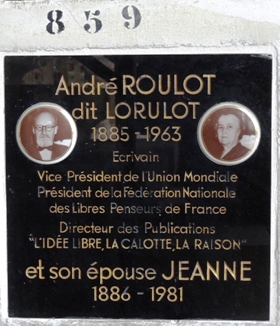 859
André ROULOT
dit LORULOT
1885-1963
Ecrivain
Vice Président de l'Union Mondiale
Président de la Fédération Nationale
des Libres Penseurs de France
Directeur des Publications
"L'IDÉE LIBRE, LA CALOTTE, LA RAISON"
et son épouse JEANNE
1886-1981